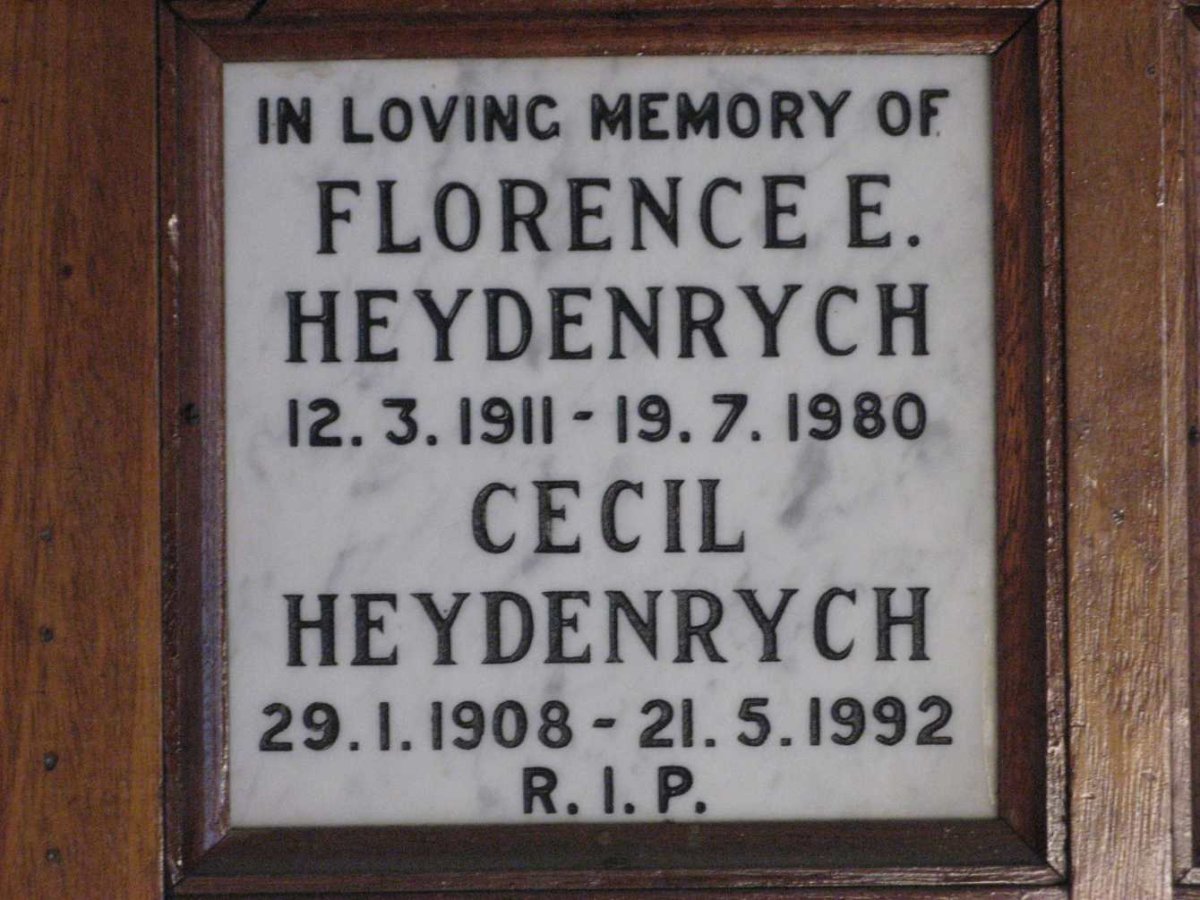 IN LOVING MEMORY OF
FLORENCE E.
HEYDENRYCH
12. 3. 1911 - 19. 7. 1980
CECIL
HEYDENRYCH
29. 1. 1908 - 21. 5. 1992
R. I. P.